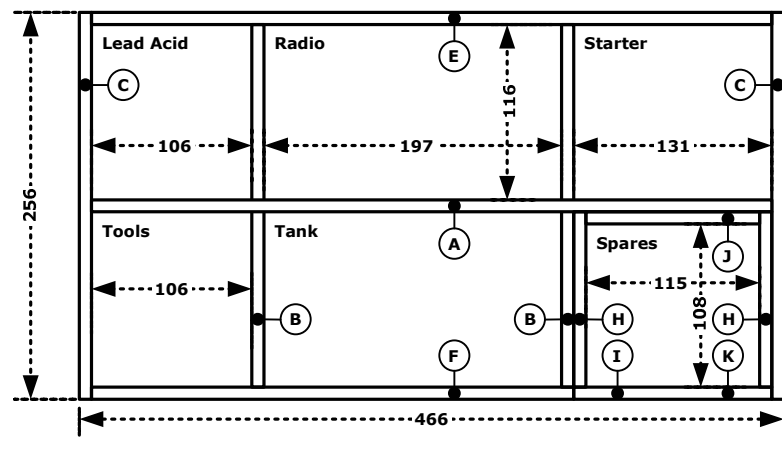 Lead Acid
Radio
E
Starter
C
C
116
106
197
131
256
A
Tools
Tank
Spares
J
106
115
108
B
B
H
H
F
I
K
466